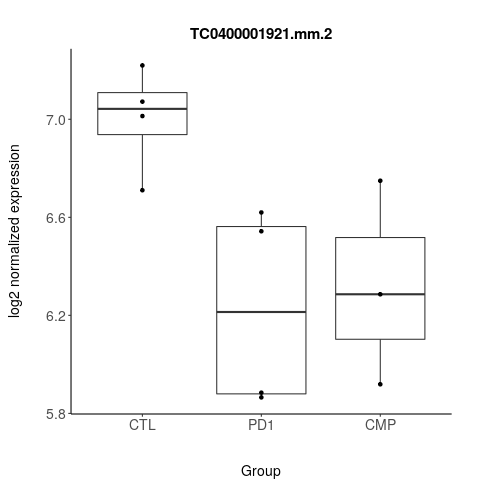 TC0400001921.mm.2
log2 normalized expression
7.0
6.6
6.2
5.8
CTL PD1 CMP
Group